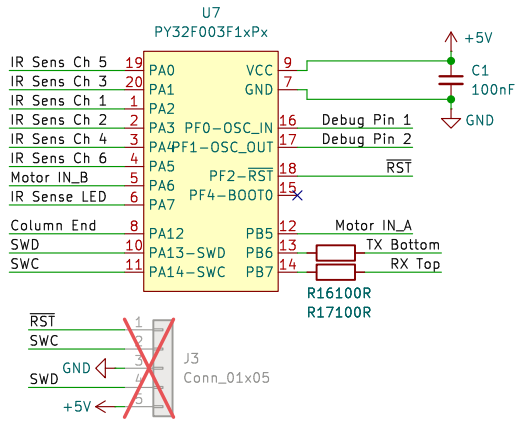 U7
PY32F003F1xPx
IR Sens Ch 5 19 PA0
IR Sens Ch 3 20 PA1
IR Sens Ch 1 1 PA2
IR Sens Ch 2 2 PA3
IR Sens Ch 4 3 PA4
IR Sens Ch 6 4 PA5
Motor IN_B 5 PA6
IR Sense LED 6 PA7
Column End 8 PA12
SWD 10 PA13-SWD
SWC 11 PA14-SWC
VCC 9
GND 7
PF0-OSC_IN 16 Debug Pin 1
PF1-OSC_OUT 17 Debug Pin 2
PF2-RST 18 RST
PF4-BOOT0 15
PB5 12 Motor IN_A
PB6 13 TX Bottom
PB7 14 RX Top
R16100R
R17100R
+5V
C1
100nF
GND
RST 1
SWC 2
GND 3
SWD 4
+5V 5
J3
Conn_01x05